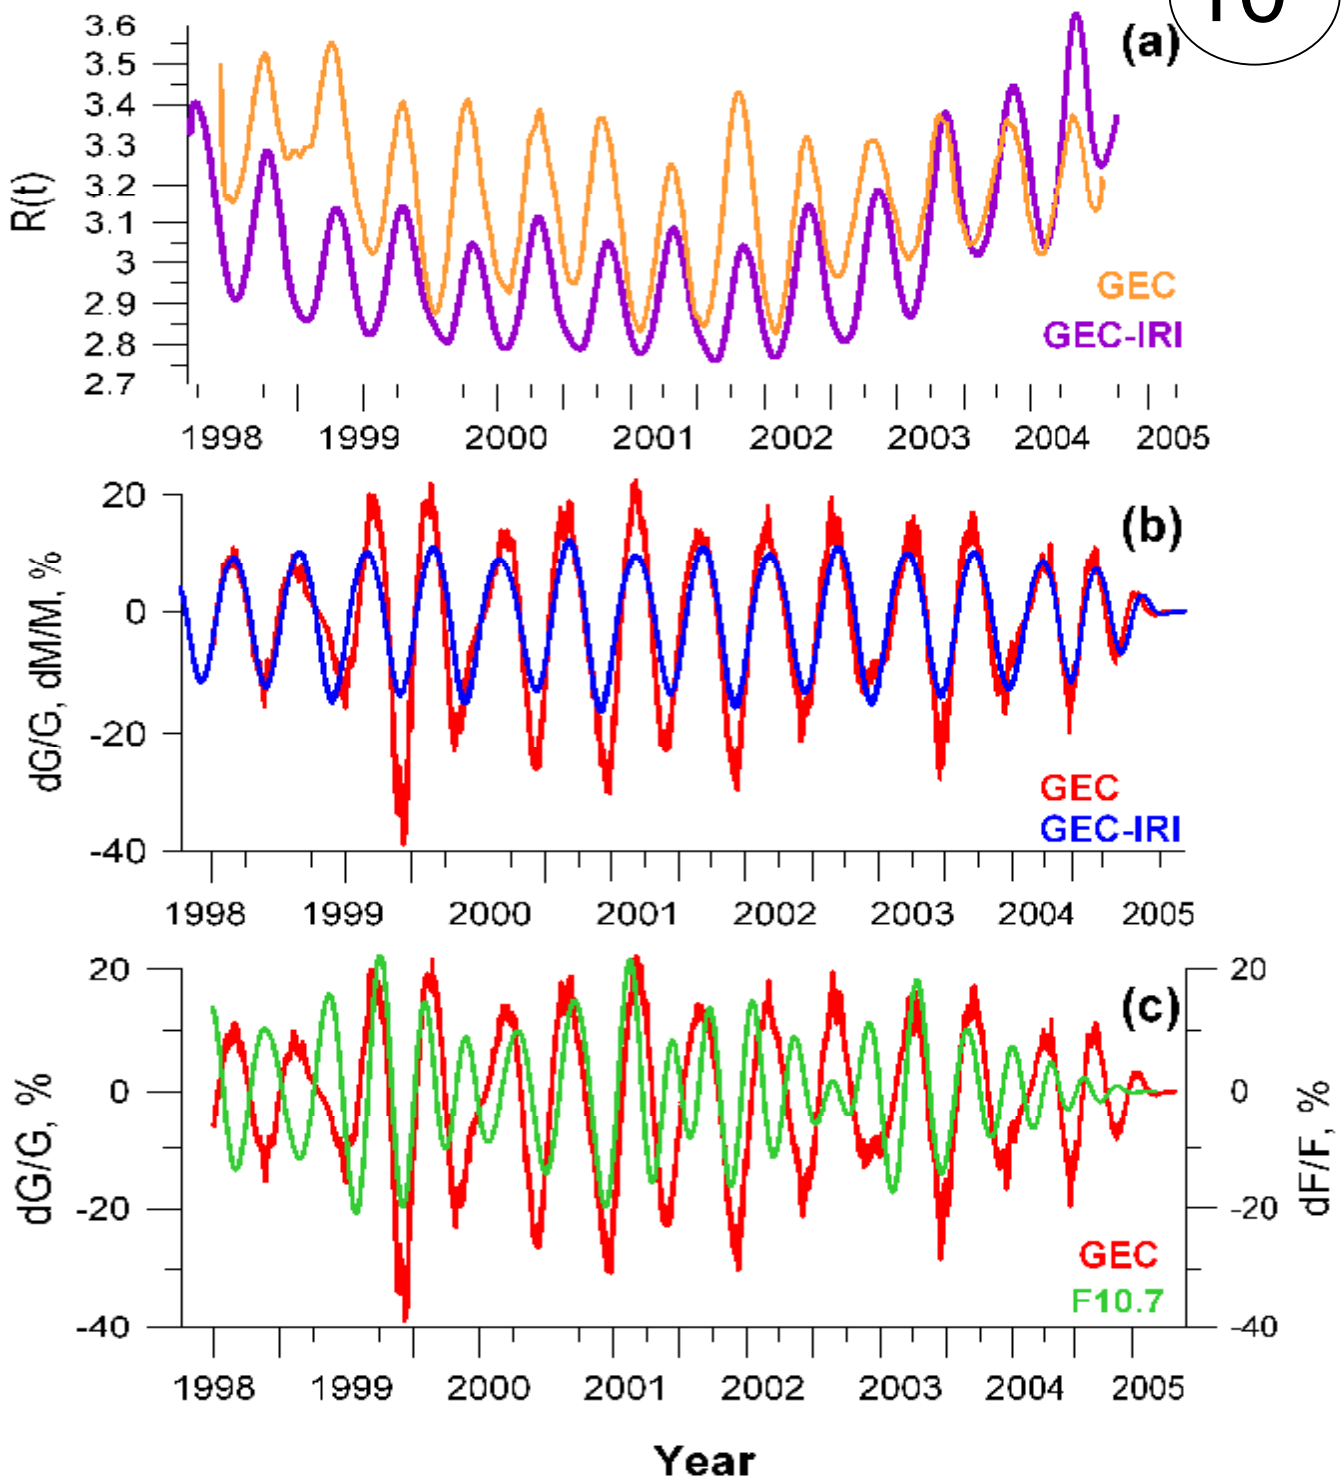 10
(a)
3.6
3.5
3.4
3.3
3.2
3.1
3
2.9
2.8
2.7
R(t)
GEC
GEC-IRI
1998 1999 2000 2001 2002 2003 2004 2005
(b)
20
0
-20
-40
dG/G, dM/M, %
GEC
GEC-IRI
1998 1999 2000 2001 2002 2003 2004 2005
(c)
20
0
-20
-40
dG/G, %
20
0
-20
-40
dF/F, %
GEC
F10.7
1998 1999 2000 2001 2002 2003 2004 2005
Year